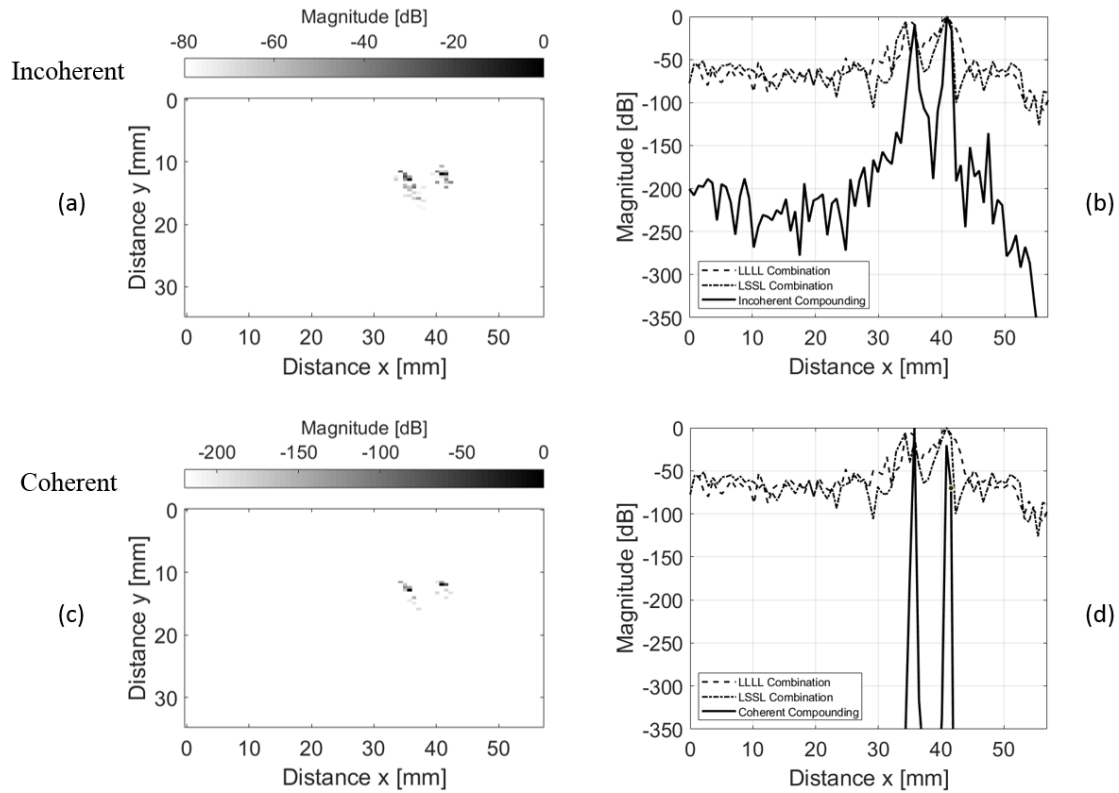 Magnitude [dB]
-80 -60 -40 -20 0
Incoherent
0
10
20
30
Distance y [mm]
0 10 20 30 40 50
Distance x [mm]
(a)
0
-50
-100
-150
-200
-250
-300
-350
Magnitude [dB]
LLLL Combination
LSSL Combination
Incoherent Compounding
0 10 20 30 40 50
Distance x [mm]
(b)
Magnitude [dB]
-200 -150 -100 -50 0
Coherent
0
10
20
30
Distance y [mm]
0 10 20 30 40 50
Distance x [mm]
(c)
0
-50
-100
-150
-200
-250
-300
-350
Magnitude [dB]
LLLL Combination
LSSL Combination
Coherent Compounding
0 10 20 30 40 50
Distance x [mm]
(d)